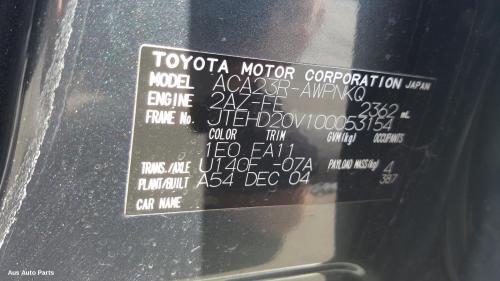 TOYOTA MOTOR CORPORATION JAPAN
MODEL ACA23R-AWPNKQ
ENGINE 2AZ-FE 2362 mL
FRAME No. JTEHD20V100053154
COLOR TRIM GVM(kg) OCCUPANTS
1E0 FA11
TRANS./AXLE U140F -07A PAYLOAD MASS(kg) 4
PLANT/BUILT A54 DEC 04 387
CAR NAME
Aus Auto Parts